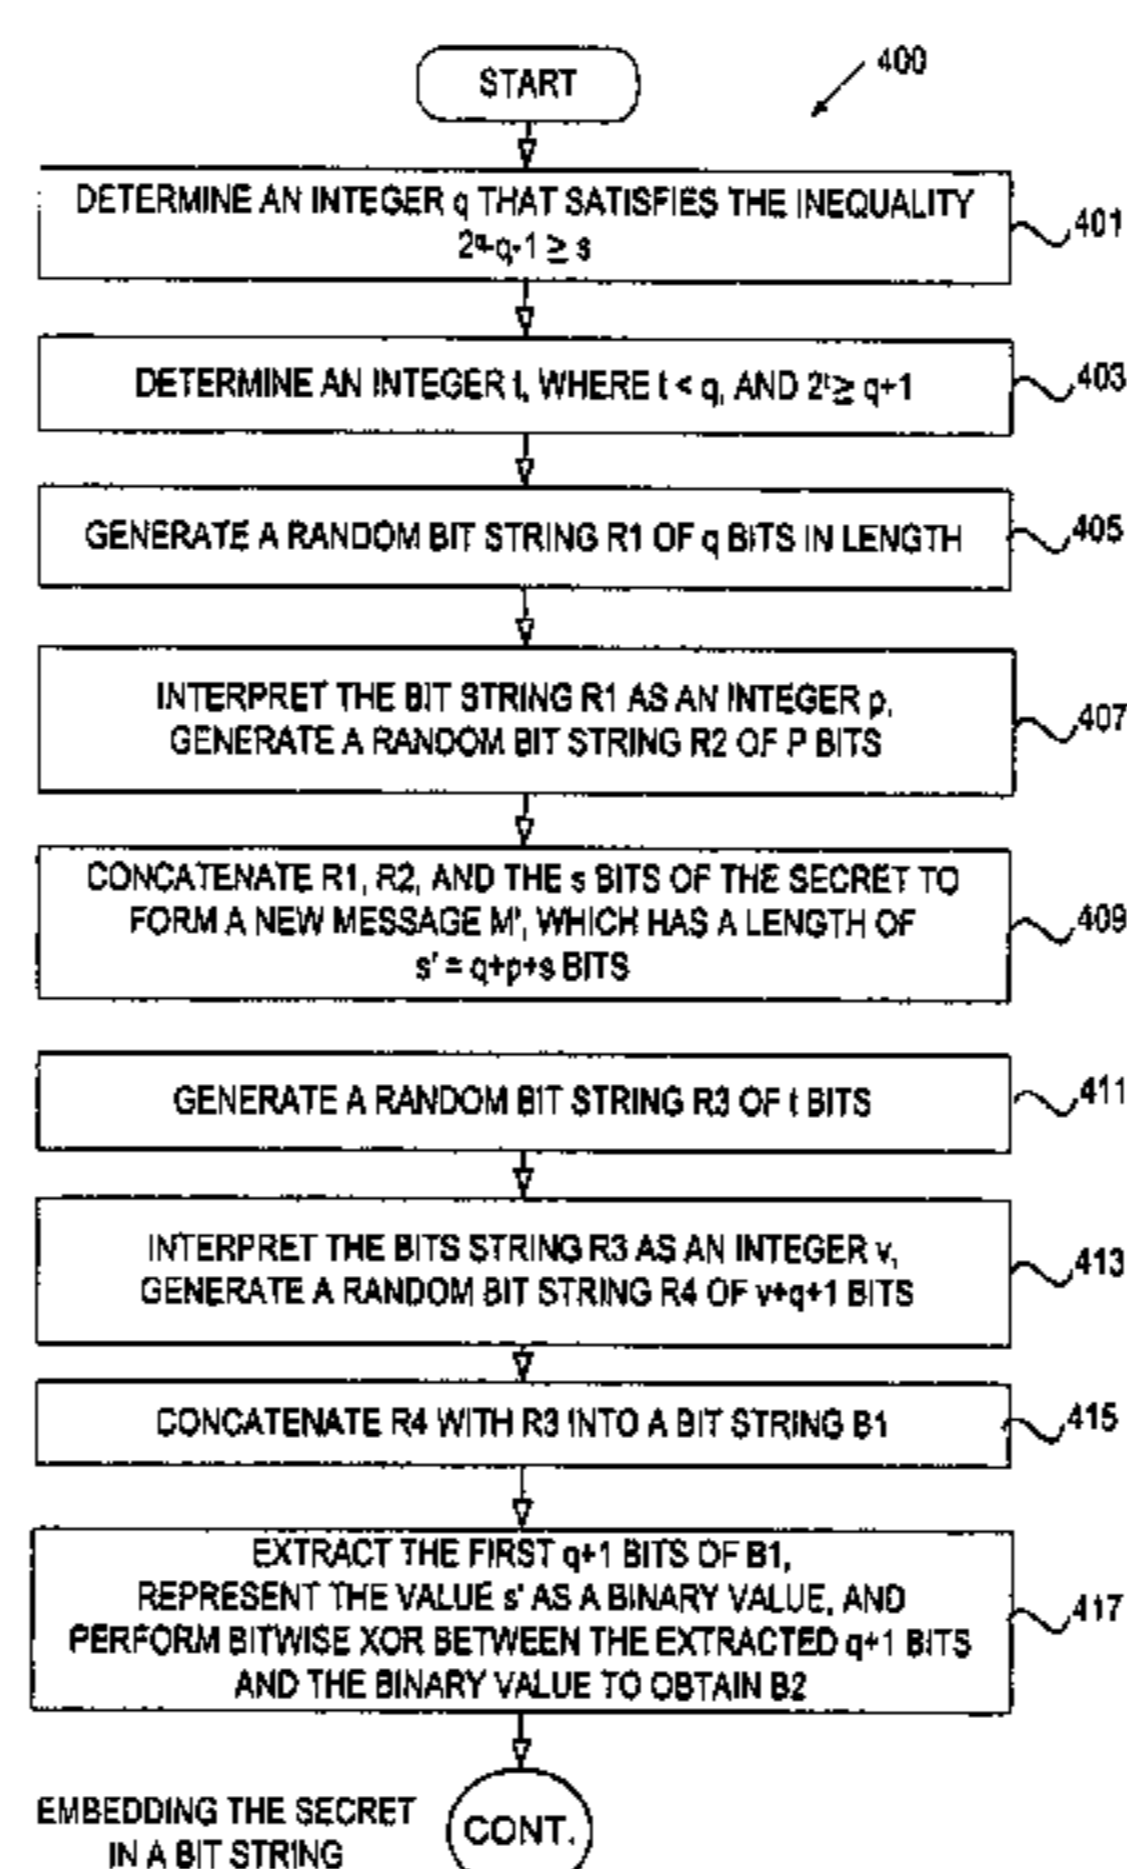 400
START
DETERMINE AN INTEGER q THAT SATISFIES THE INEQUALITY
2^q-q-1 ≥ s
401
DETERMINE AN INTEGER t, WHERE t < q, AND 2^t ≥ q+1
403
GENERATE A RANDOM BIT STRING R1 OF q BITS IN LENGTH
405
INTERPRET THE BIT STRING R1 AS AN INTEGER p,
GENERATE A RANDOM BIT STRING R2 OF P BITS
407
CONCATENATE R1, R2, AND THE s BITS OF THE SECRET TO
FORM A NEW MESSAGE M', WHICH HAS A LENGTH OF
s' = q+p+s BITS
409
GENERATE A RANDOM BIT STRING R3 OF t BITS
411
INTERPRET THE BITS STRING R3 AS AN INTEGER v,
GENERATE A RANDOM BIT STRING R4 OF v+q+1 BITS
413
CONCATENATE R4 WITH R3 INTO A BIT STRING B1
415
EXTRACT THE FIRST q+1 BITS OF B1,
REPRESENT THE VALUE s' AS A BINARY VALUE, AND
PERFORM BITWISE XOR BETWEEN THE EXTRACTED q+1 BITS
AND THE BINARY VALUE TO OBTAIN B2
417
EMBEDDING THE SECRET
IN A BIT STRING
CONT.